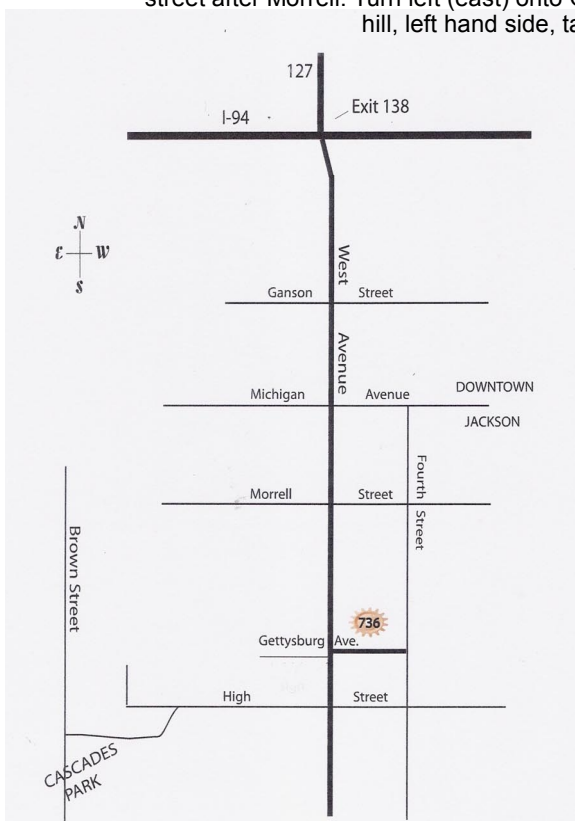 street after Morrell. Turn left (east) onto
hill, left hand side, ta
127
I-94
Exit 138
N
E W
S
West
Ganson Street
Avenue
Michigan Avenue
DOWNTOWN
JACKSON
Fourth
Morrell Street
Street
Brown Street
736
Gettysburg Ave.
High Street
CASCADES
PARK